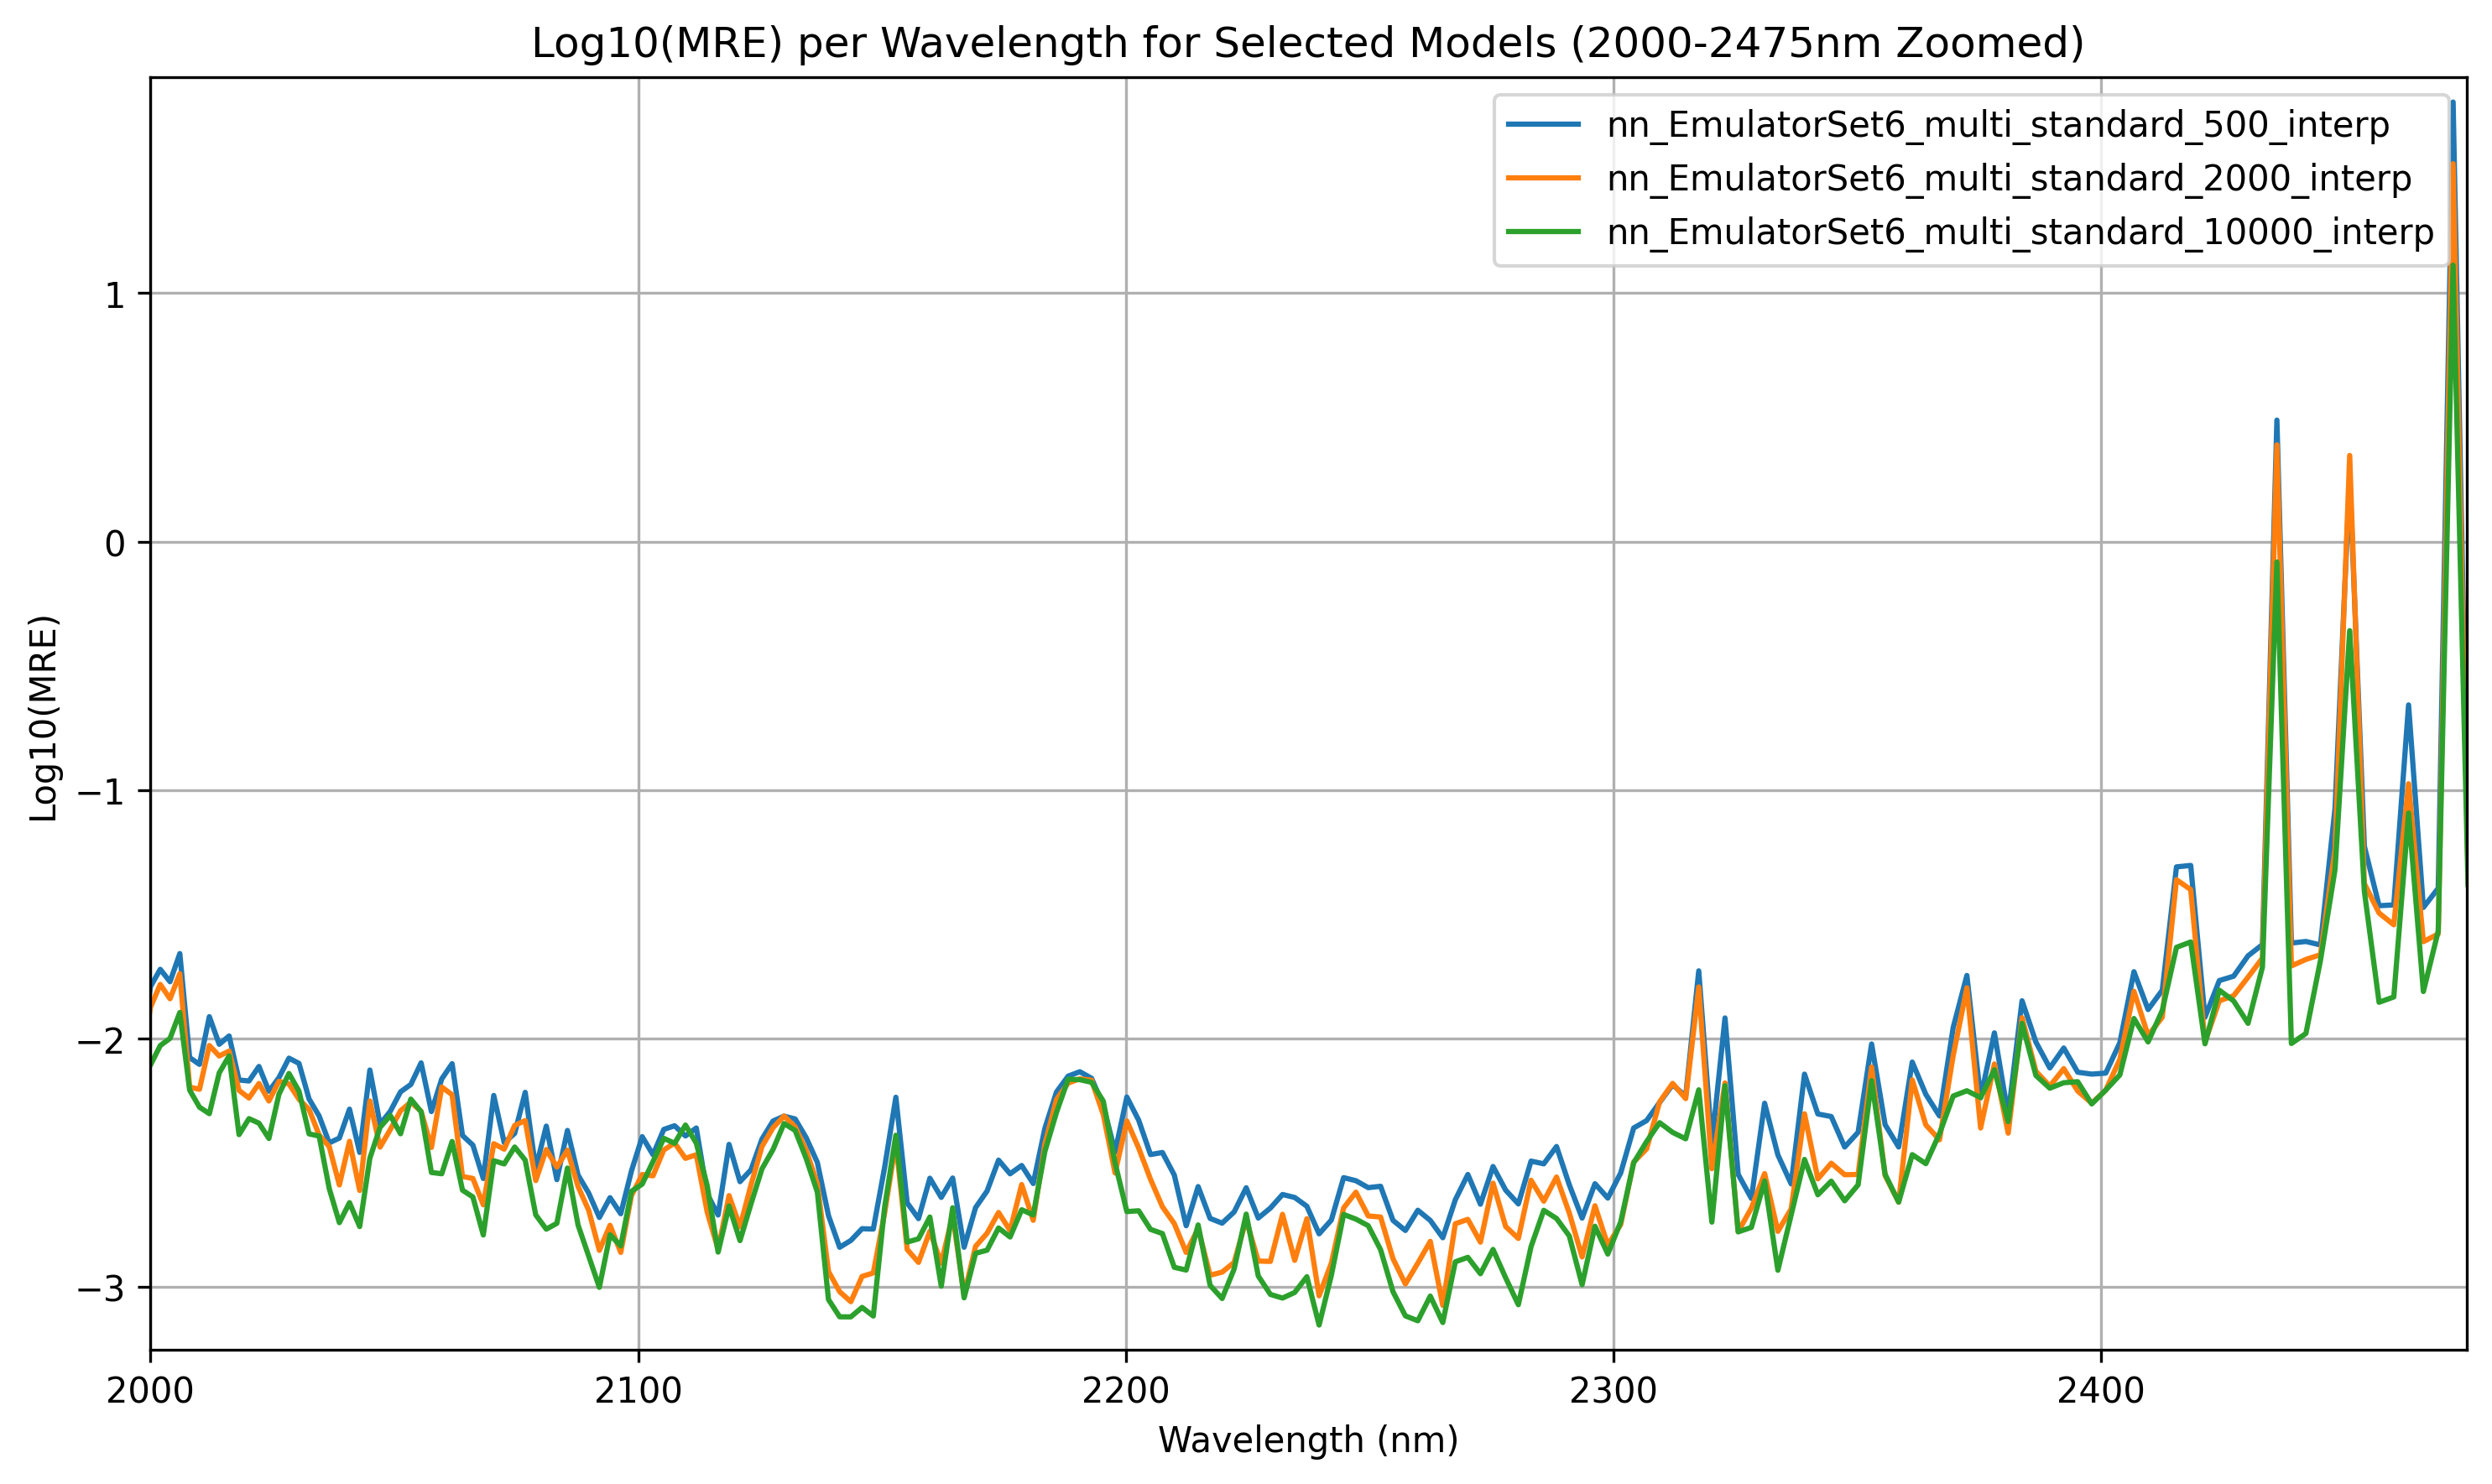 Log10(MRE) per Wavelength for Selected Models (2000-2475nm Zoomed)
nn_EmulatorSet6_multi_standard_500_interp
nn_EmulatorSet6_multi_standard_2000_interp
nn_EmulatorSet6_multi_standard_10000_interp
Log10(MRE)
1
0
−1
−2
−3
2000 2100 2200 2300 2400
Wavelength (nm)